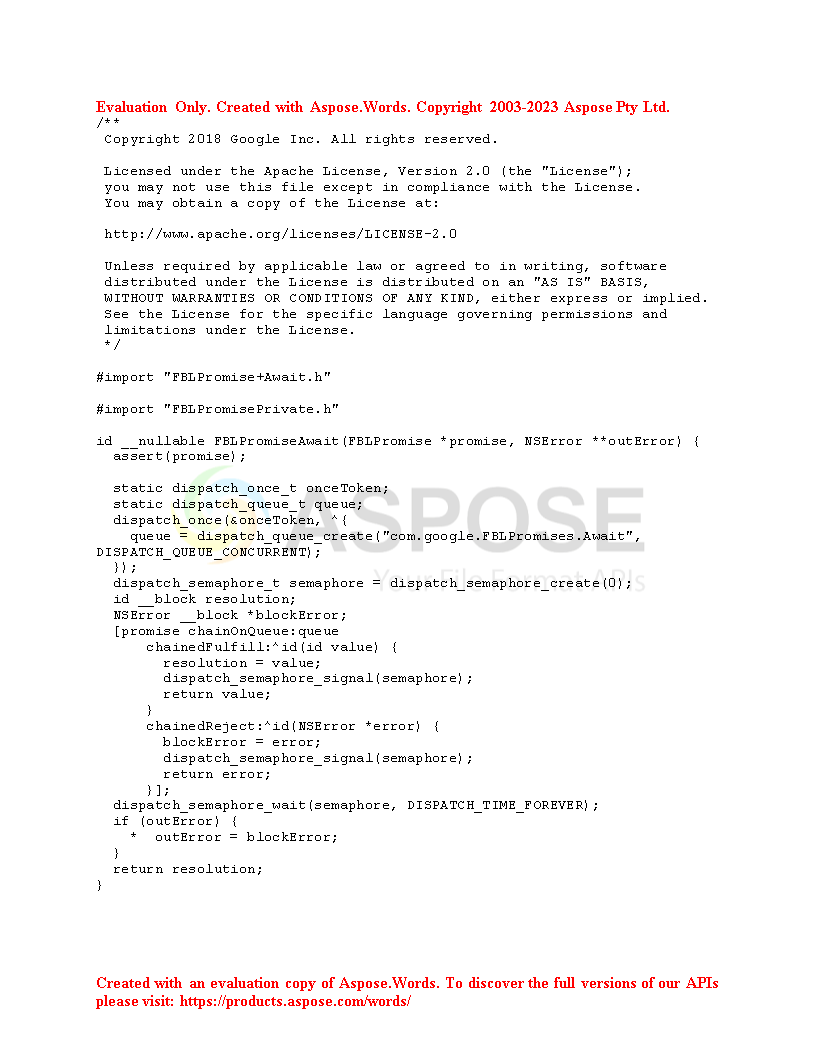 Evaluation Only. Created with Aspose.Words. Copyright 2003-2023 Aspose Pty Ltd.
/**
 Copyright 2018 Google Inc. All rights reserved.

 Licensed under the Apache License, Version 2.0 (the "License");
 you may not use this file except in compliance with the License.
 You may obtain a copy of the License at:

 http://www.apache.org/licenses/LICENSE-2.0

 Unless required by applicable law or agreed to in writing, software
 distributed under the License is distributed on an "AS IS" BASIS,
 WITHOUT WARRANTIES OR CONDITIONS OF ANY KIND, either express or implied.
 See the License for the specific language governing permissions and
 limitations under the License.
 */

#import "FBLPromise+Await.h"

#import "FBLPromisePrivate.h"

id __nullable FBLPromiseAwait(FBLPromise *promise, NSError **outError) {
  assert(promise);

  static dispatch_once_t onceToken;
  static dispatch_queue_t queue;
  dispatch_once(&onceToken, ^{
    queue = dispatch_queue_create("com.google.FBLPromises.Await",
DISPATCH_QUEUE_CONCURRENT);
  });
  dispatch_semaphore_t semaphore = dispatch_semaphore_create(0);
  id __block resolution;
  NSError __block *blockError;
  [promise chainOnQueue:queue
      chainedFulfill:^id(id value) {
        resolution = value;
        dispatch_semaphore_signal(semaphore);
        return value;
      }
      chainedReject:^id(NSError *error) {
        blockError = error;
        dispatch_semaphore_signal(semaphore);
        return error;
      }];
  dispatch_semaphore_wait(semaphore, DISPATCH_TIME_FOREVER);
  if (outError) {
    *  outError = blockError;
  }
  return resolution;
}
ASPOSE
Your File Format APIs
Created with an evaluation copy of Aspose.Words. To discover the full versions of our APIs
please visit: https://products.aspose.com/words/